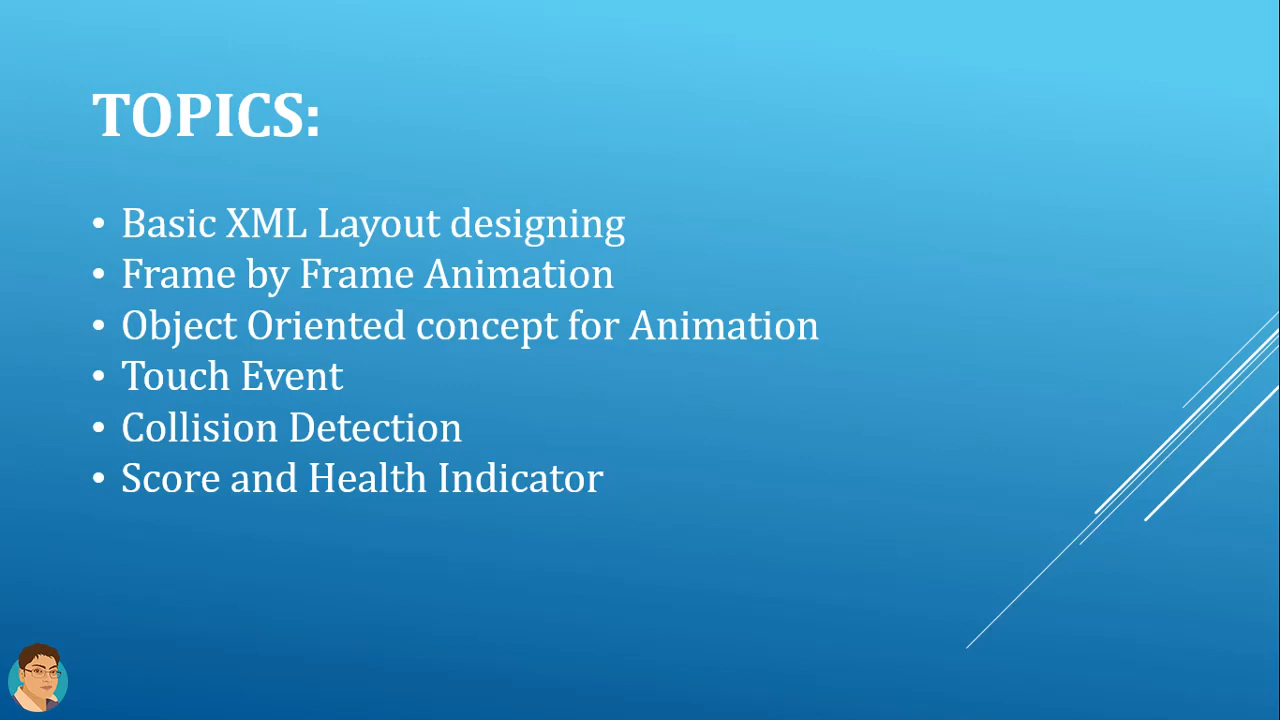 TOPICS:
• Basic XML Layout designing
• Frame by Frame Animation
• Object Oriented concept for Animation
• Touch Event
• Collision Detection
• Score and Health Indicator